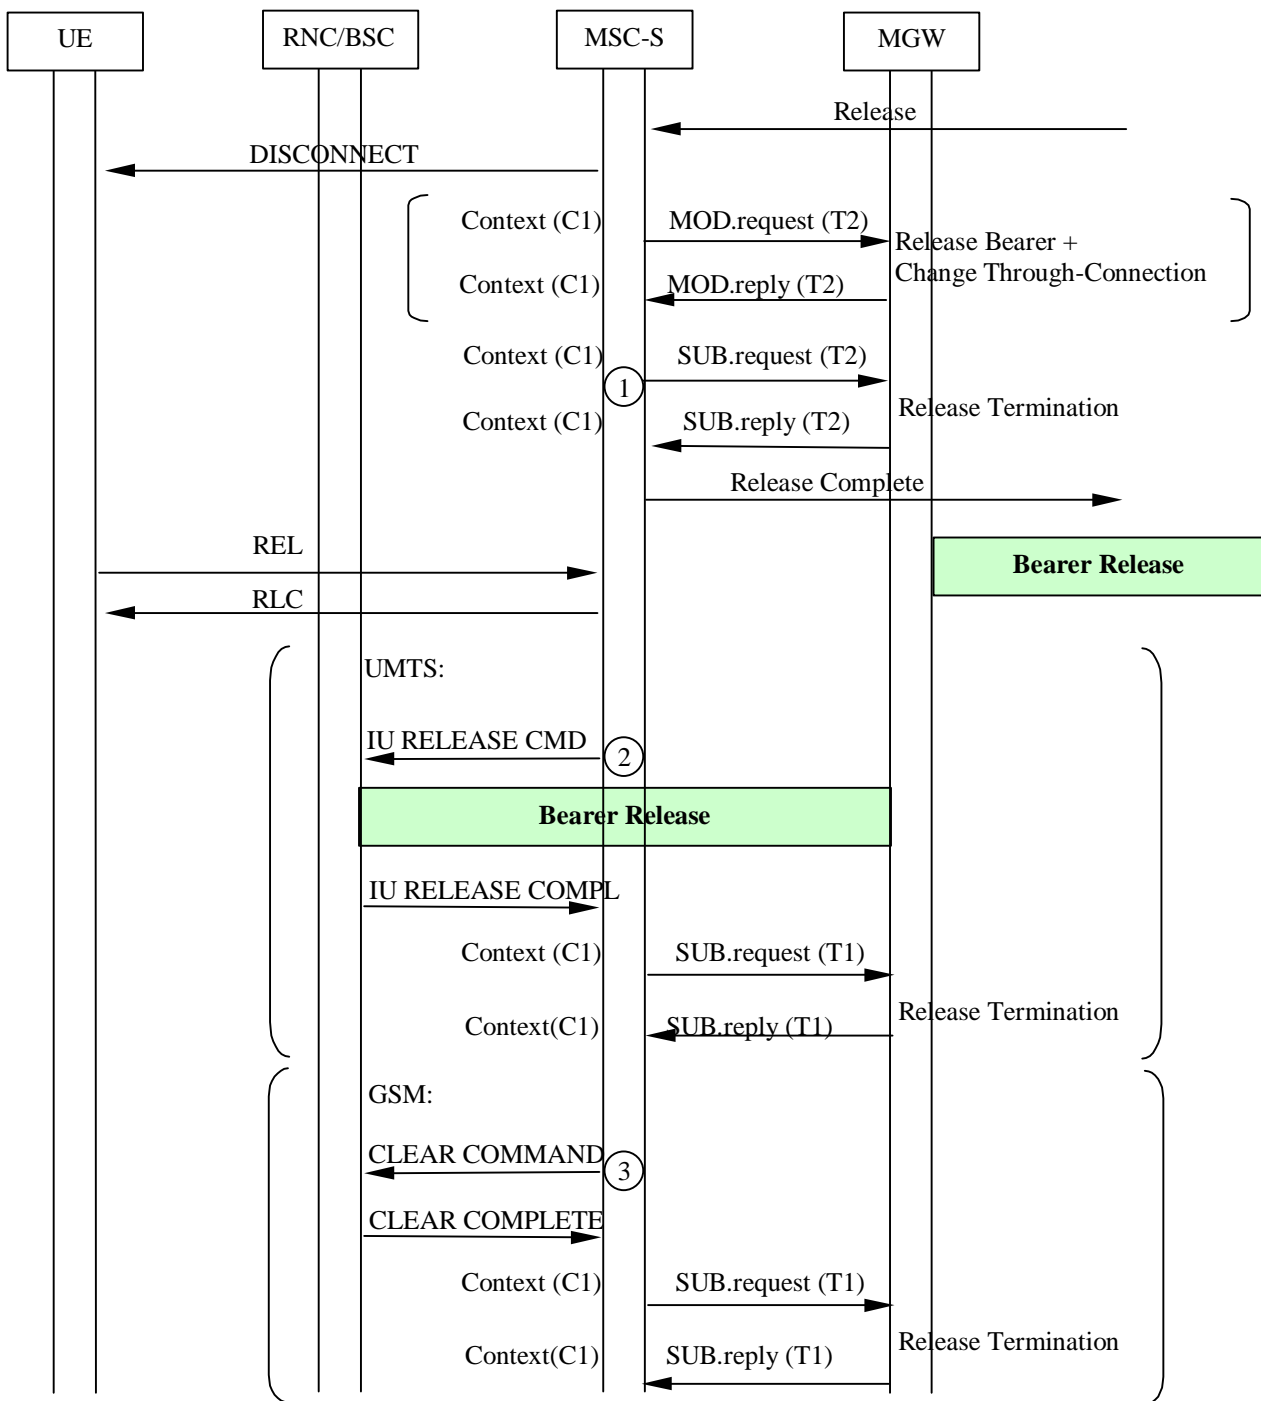 UE
RNC/BSC
MSC-S
MGW
Release
DISCONNECT
Context (C1)
MOD.request (T2)
Release Bearer +
Change Through-Connection
Context (C1)
MOD.reply (T2)
Context (C1)
SUB.request (T2)
1
Release Termination
Context (C1)
SUB.reply (T2)
Release Complete
REL
Bearer Release
RLC
UMTS:
IU RELEASE CMD
2
Bearer Release
IU RELEASE COMPL
Context (C1)
SUB.request (T1)
Release Termination
Context(C1)
SUB.reply (T1)
GSM:
CLEAR COMMAND
3
CLEAR COMPLETE
Context (C1)
SUB.request (T1)
Release Termination
Context(C1)
SUB.reply (T1)